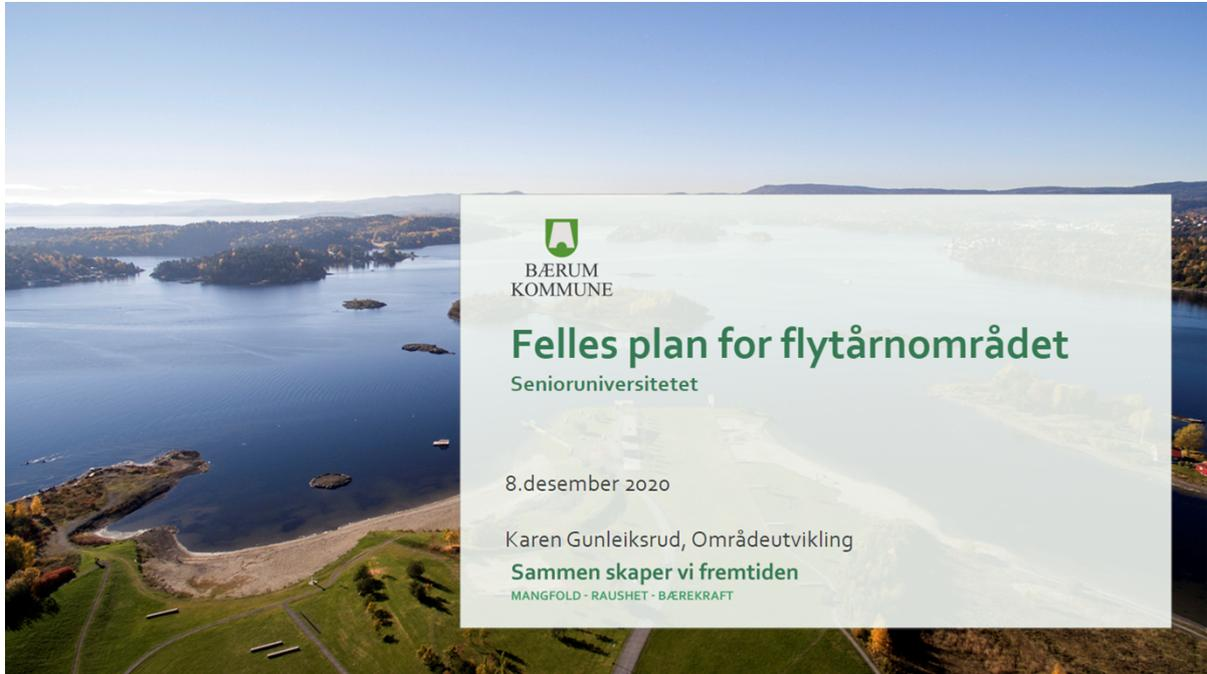 BÆRUM
KOMMUNE
Felles plan for flytårnområdet
Senioruniversitetet
8.desember 2020
Karen Gunleiksrud, Områdeutvikling
Sammen skaper vi fremtiden
MANGFOLD - RAUSHET - BÆREKRAFT